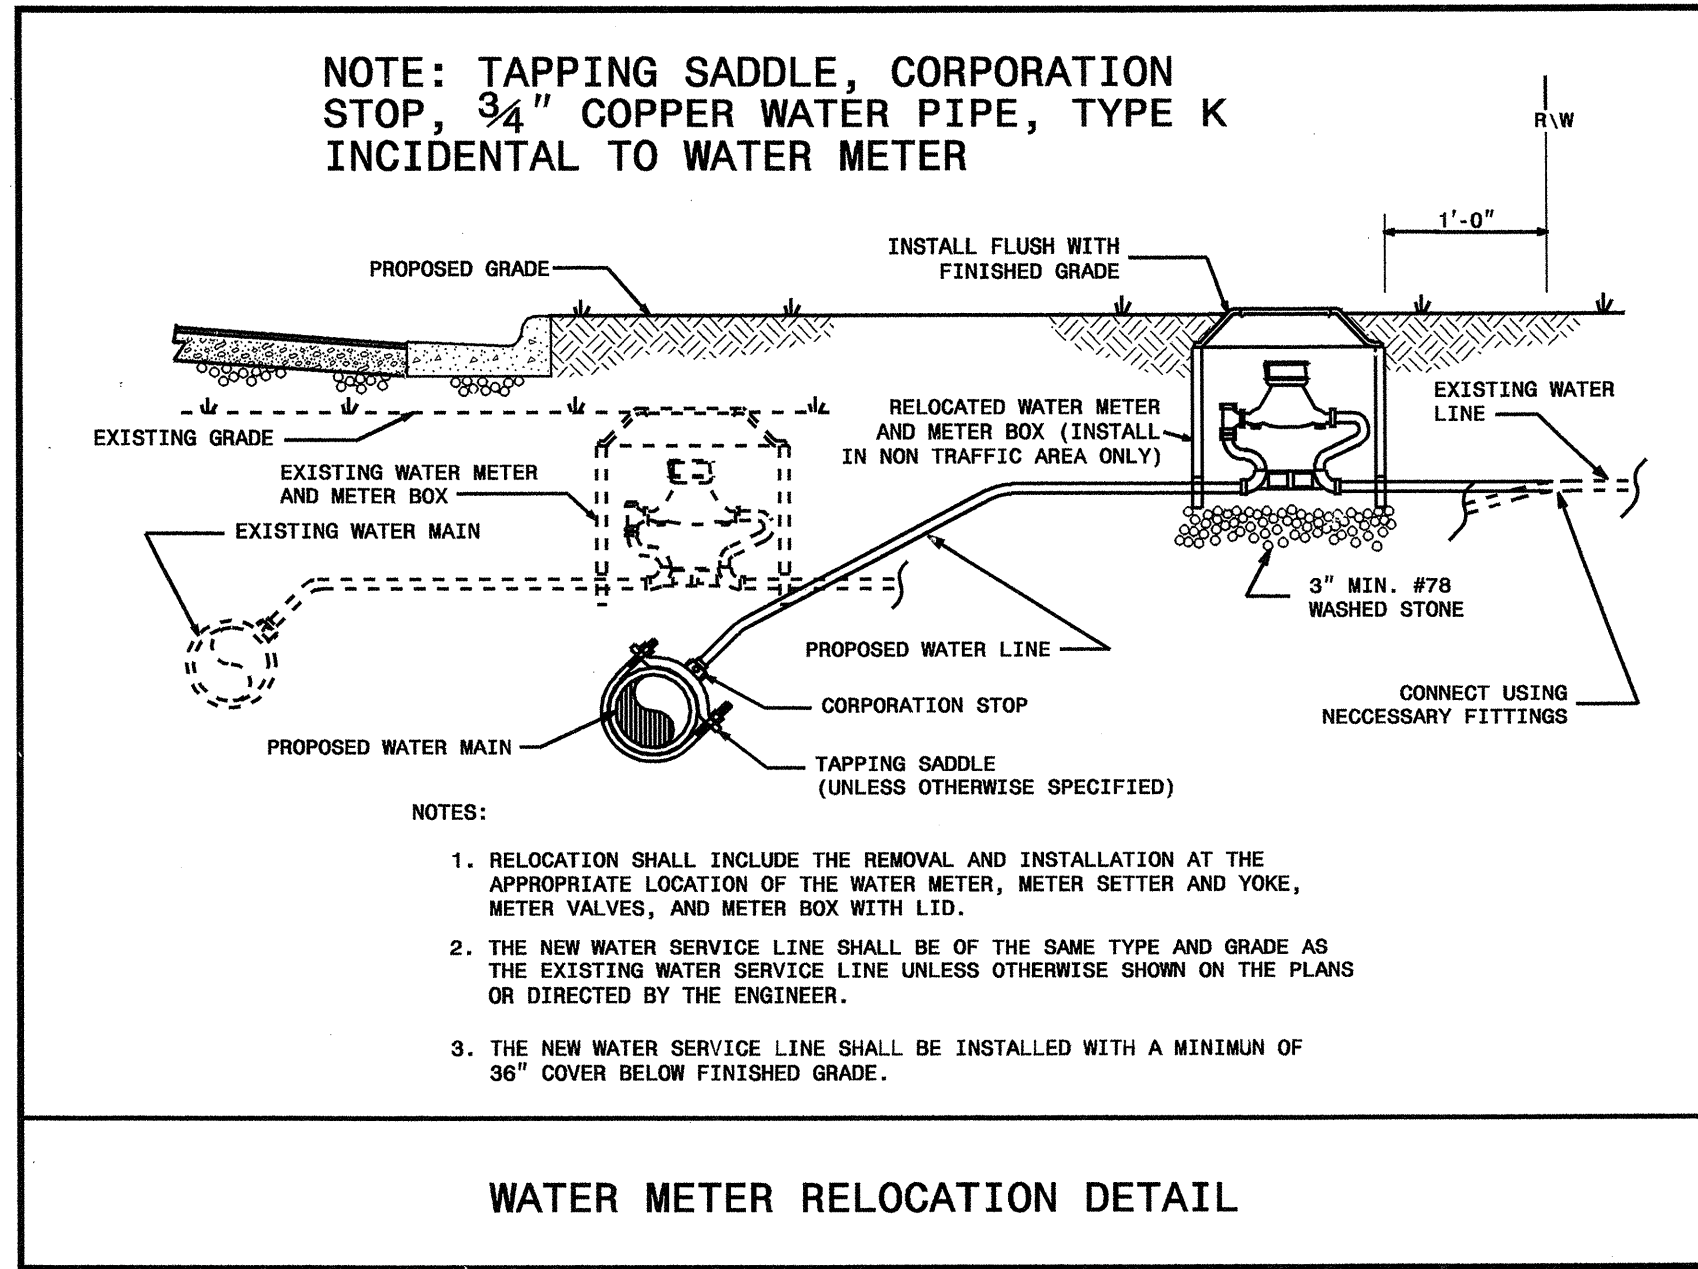 NOTE: TAPPING SADDLE, CORPORATION
STOP, ¾" COPPER WATER PIPE, TYPE K
INCIDENTAL TO WATER METER
R\W
1'-0"
INSTALL FLUSH WITH
FINISHED GRADE
PROPOSED GRADE
EXISTING WATER
LINE
RELOCATED WATER METER
AND METER BOX (INSTALL
IN NON TRAFFIC AREA ONLY)
EXISTING GRADE
EXISTING WATER METER
AND METER BOX
EXISTING WATER MAIN
3" MIN. #78
WASHED STONE
PROPOSED WATER LINE
CONNECT USING
NECCESSARY FITTINGS
CORPORATION STOP
PROPOSED WATER MAIN
TAPPING SADDLE
(UNLESS OTHERWISE SPECIFIED)
NOTES:
1. RELOCATION SHALL INCLUDE THE REMOVAL AND INSTALLATION AT THE
APPROPRIATE LOCATION OF THE WATER METER, METER SETTER AND YOKE,
METER VALVES, AND METER BOX WITH LID.
2. THE NEW WATER SERVICE LINE SHALL BE OF THE SAME TYPE AND GRADE AS
THE EXISTING WATER SERVICE LINE UNLESS OTHERWISE SHOWN ON THE PLANS
OR DIRECTED BY THE ENGINEER.
3. THE NEW WATER SERVICE LINE SHALL BE INSTALLED WITH A MINIMUN OF
36" COVER BELOW FINISHED GRADE.
WATER METER RELOCATION DETAIL